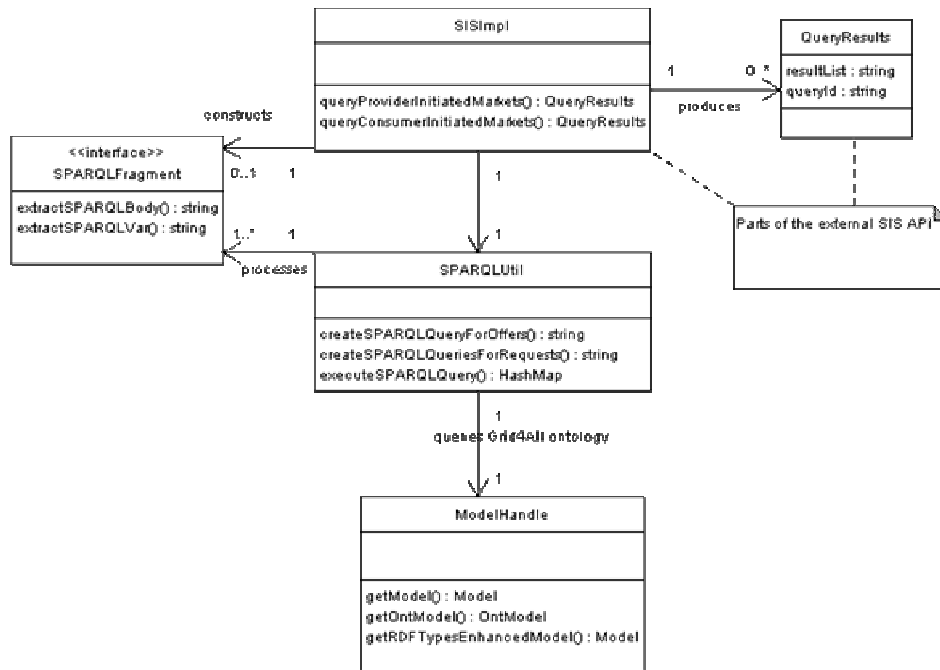 SISImpl
queryProviderInitiatedMarkets() : QueryResults
queryConsumerInitiatedMarkets() : QueryResults
QueryResults
resultList : string
queryId : string
1
0..*
produces
constructs
<<interface>>
SPARQLFragment
extractSPARQLBody() : string
extractSPARQLVar() : string
0..1
1
1
1..*
1
processes
1
Parts of the external SIS API
SPARQLUtil
createSPARQLQueryForOffers() : string
createSPARQLQueriesForRequests() : string
executeSPARQLQuery() : HashMap
1
queries Grid4All ontology
1
ModelHandle
getModel() : Model
getOntModel() : OntModel
getRDFTypesEnhancedModel() : Model